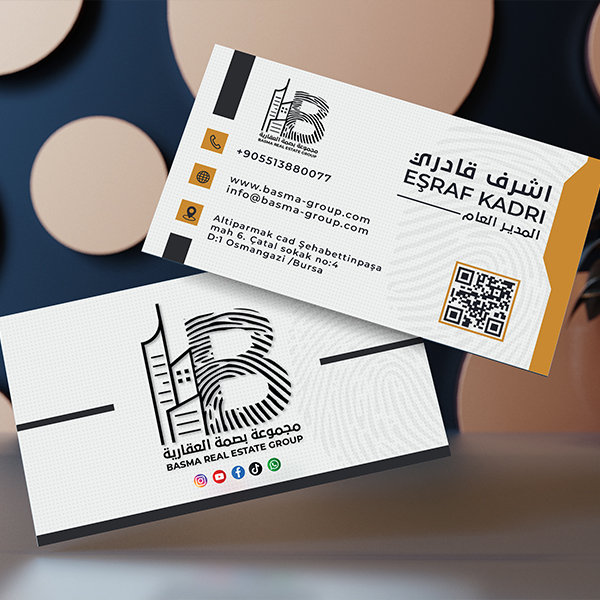 مجموعة بصمة العقارية
BASMA REAL ESTATE GROUP
+905513880077
www.basma-group.com
info@basma-group.com
Altiparmak cad Şehabettinpaşa
mah 6. Çatal sokak no:4
D:1 Osmangazi /Bursa
اشرف قادري
EŞRAF KADRI
المدير العام
B
مجموعة بصمة العقارية
BASMA REAL ESTATE GROUP